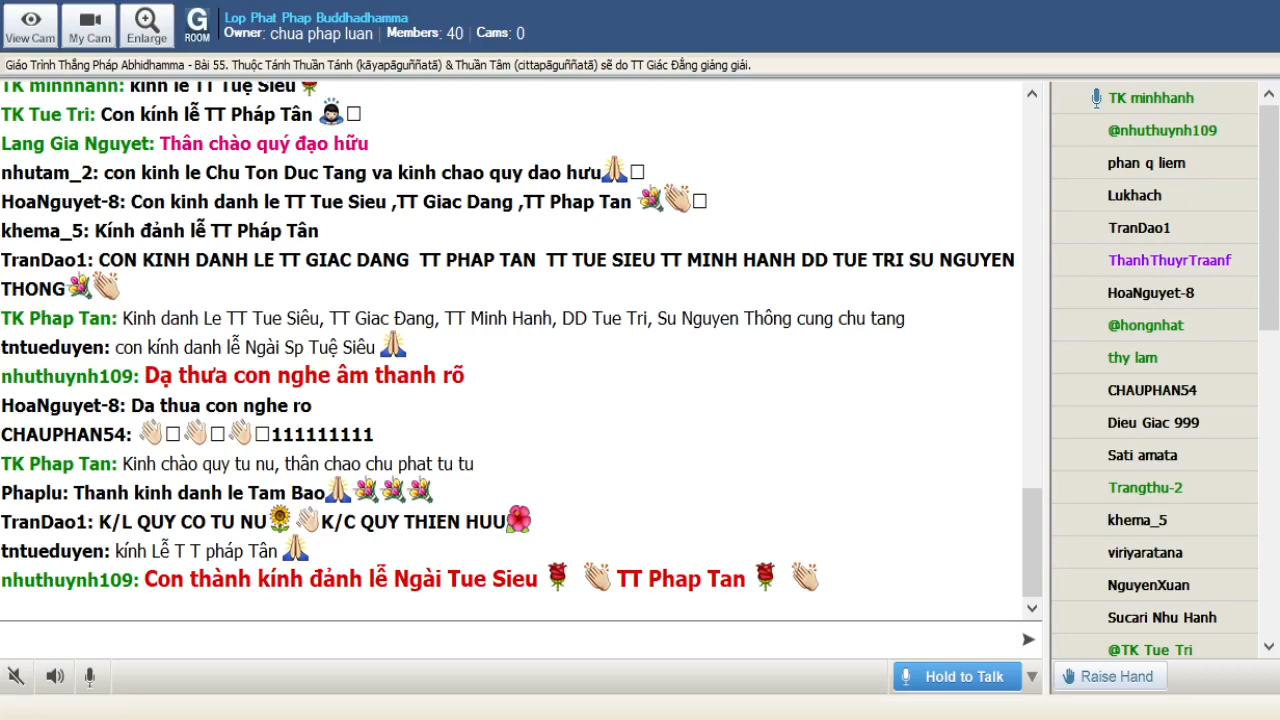 View Cam
My Cam
Enlarge
G
ROOM
Lop Phat Phap Buddhadhamma
Owner: chua phap luan | Members: 40 | Cams: 0
Giáo Trình Thắng Pháp Abhidhamma - Bài 55. Thuộc Tánh Thuần Tánh (kāyapāguññatā) & Thuần Tâm (cittapāguññatā) sẽ do TT Giác Đẳng giảng giải.
TK minhhanh: kính lễ TT Tuệ Siêu
TK Tue Tri: Con kính lễ TT Pháp Tân
Lang Gia Nguyet: Thân chào quý đạo hữu
nhutam_2: con kinh le Chu Ton Duc Tang va kinh chao quy dao hưu
HoaNguyet-8: Con kinh danh le TT Tue Sieu ,TT Giac Dang ,TT Phap Tan
khema_5: Kính đảnh lễ TT Pháp Tân
TranDao1: CON KINH DANH LE TT GIAC DANG TT PHAP TAN TT TUE SIEU TT MINH HANH DD TUE TRI SU NGUYEN
THONG
TK Phap Tan: Kinh danh Le TT Tue Siêu, TT Giac Đang, TT Minh Hanh, DD Tue Tri, Su Nguyen Thông cung chu tang
tntueduyen: con kính danh lễ Ngài Sp Tuệ Siêu
nhuthuynh109: Dạ thưa con nghe âm thanh rõ
HoaNguyet-8: Da thua con nghe ro
CHAUPHAN54: 111111111
TK Phap Tan: Kinh chào quy tu nu, thân chao chu phat tu tu
Phaplu: Thanh kinh danh le Tam Bao
TranDao1: K/L QUY CO TU NU K/C QUY THIEN HUU
tntueduyen: kính Lễ T T pháp Tân
nhuthuynh109: Con thành kính đảnh lễ Ngài Tue Sieu TT Phap Tan
Hold to Talk
TK minhhanh
@nhuthuynh109
phan q liem
Lukhach
TranDao1
ThanhThuyrTraanf
HoaNguyet-8
@hongnhat
thy lam
CHAUPHAN54
Dieu Giac 999
Sati amata
Trangthu-2
khema_5
viriyaratana
NguyenXuan
Sucari Nhu Hanh
@TK Tue Tri
Raise Hand